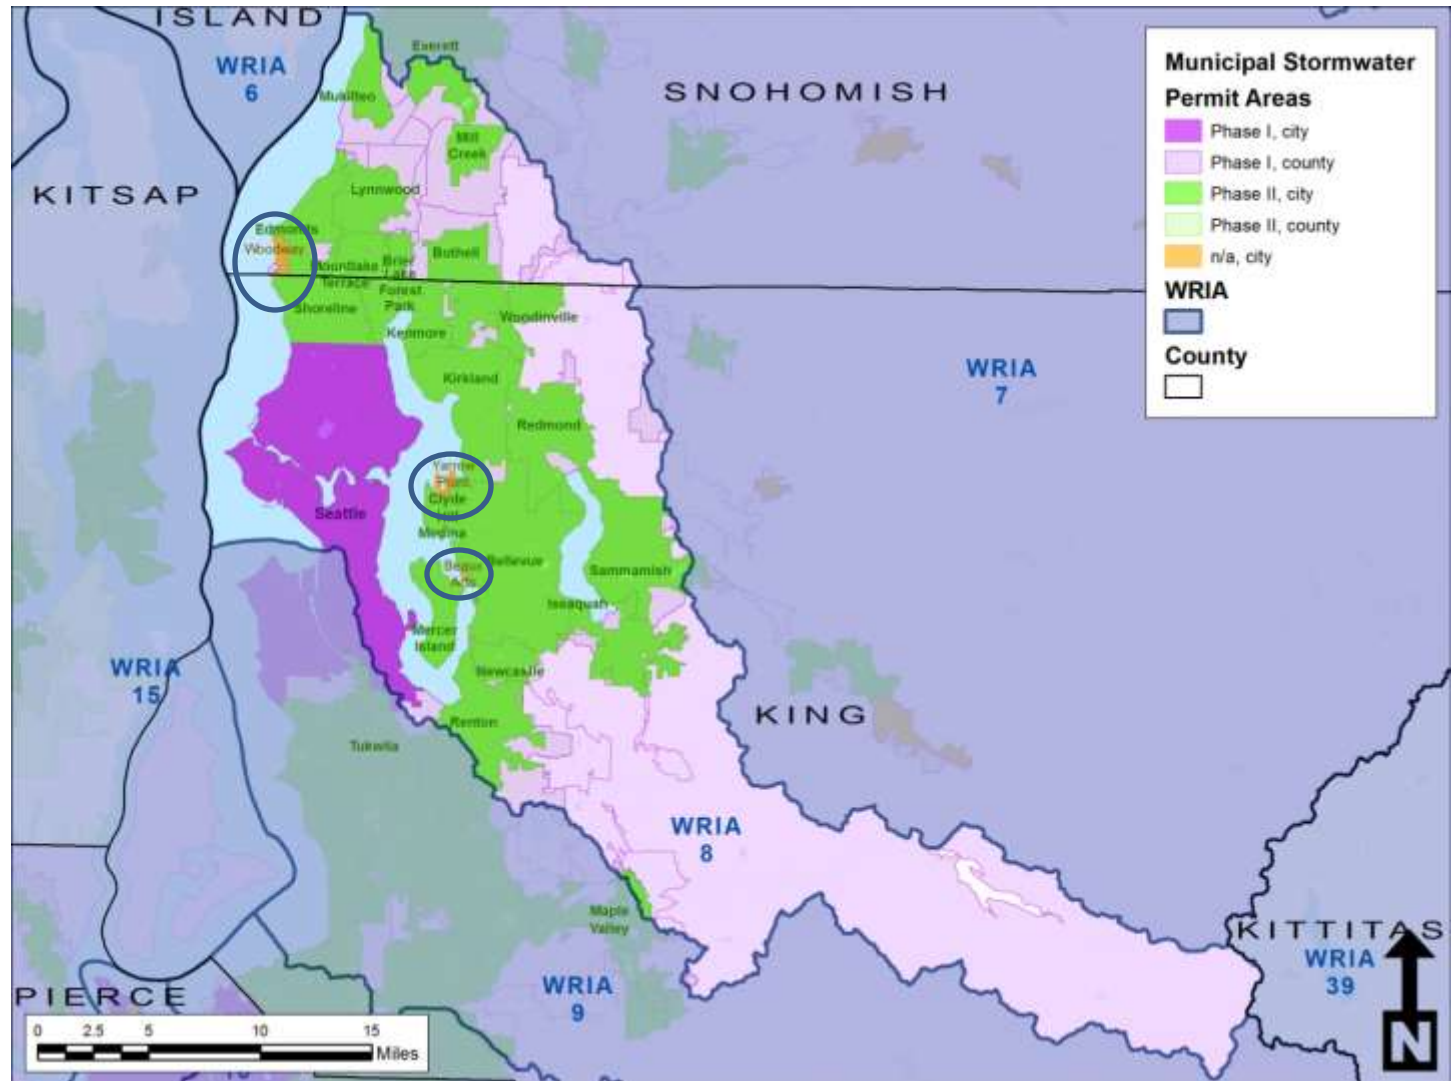 ISLAND
WRIA
6
Everett
Mukilteo
SNOHOMISH
Mill
Creek
KITSAP
Lynnwood
Edmonds
Woodway
Mountlake
Terrace
Brier
Lake
Forest
Park
Bothell
Shoreline
Kenmore
Woodinville
Kirkland
WRIA
7
Redmond
Yarrow
Point
Clyde
Medina
Seattle
Beaux
Arts
Bellevue
Sammamish
Issaquah
Mercer
Island
Newcastle
WRIA
15
Renton
Tukwila
KING
WRIA
8
Maple
Valley
KITTITAS
WRIA
39
WRIA
9
PIERCE
Municipal Stormwater
Permit Areas
Phase I, city
Phase I, county
Phase II, city
Phase II, county
n/a, city
WRIA
County
0 2.5 5 10 15
Miles
N